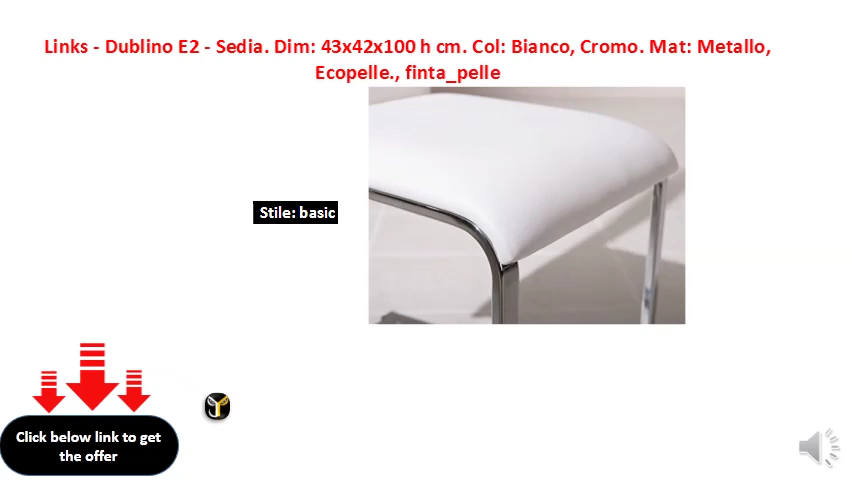 Links - Dublino E2 - Sedia. Dim: 43x42x100 h cm. Col: Bianco, Cromo. Mat: Metallo,
Ecopelle., finta_pelle
Stile: basic
Click below link to get
the offer